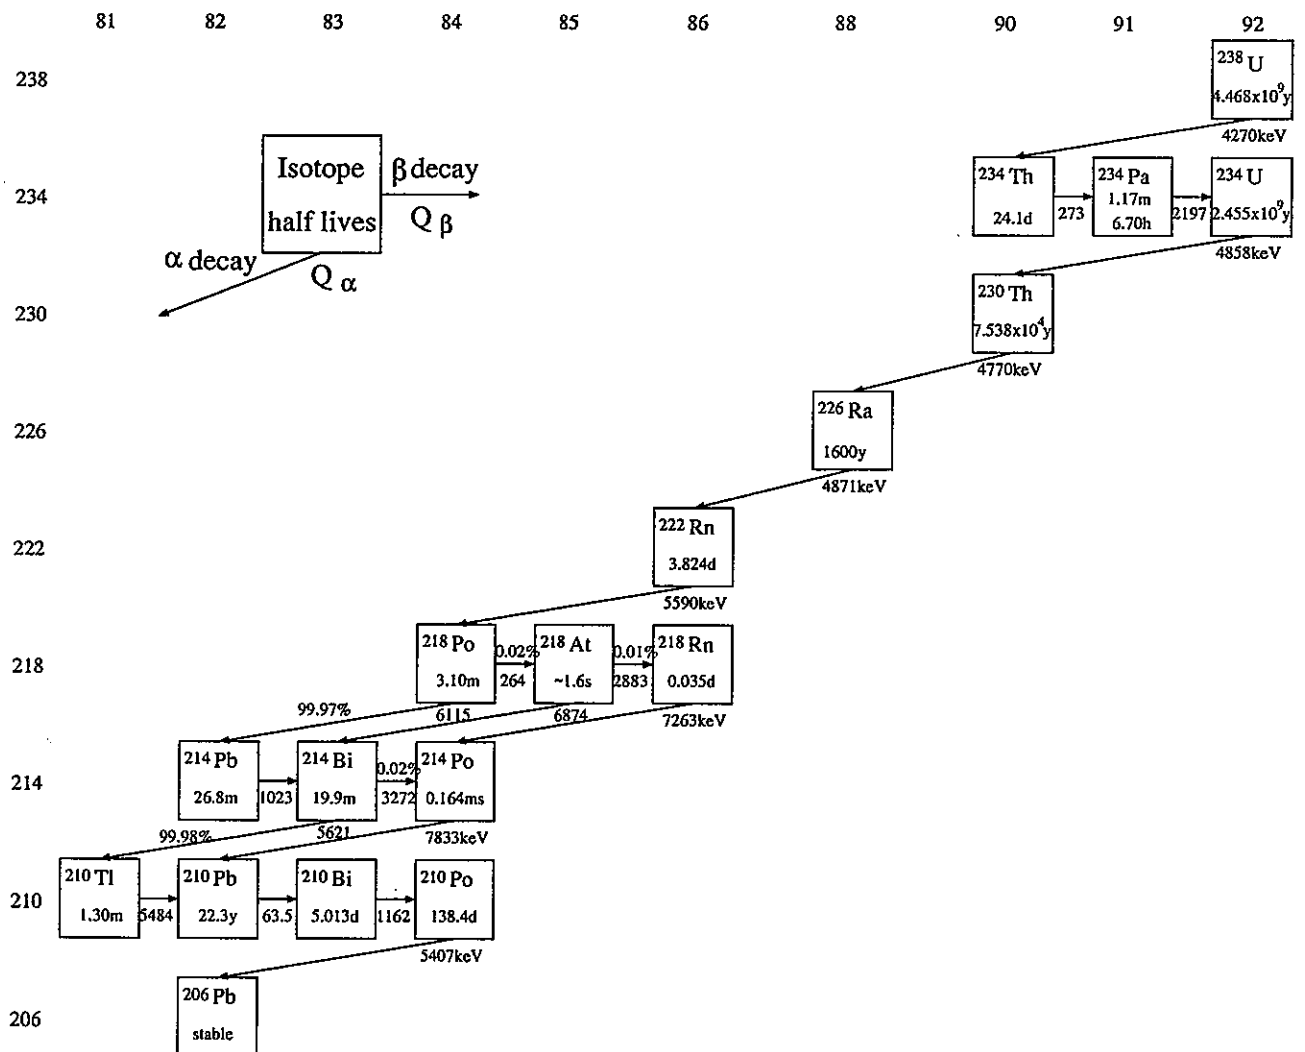 81 82 83 84 85 86 88 90 91 92
238
²³⁸U
4.468x10⁹y
4270keV
Isotope
half lives
β decay
Q β
α decay
Q α
234
²³⁴Th
24.1d
273
²³⁴Pa
1.17m
6.70h
2197
²³⁴U
2.455x10⁹y
4858keV
230
²³⁰Th
7.538x10⁴y
4770keV
226
²²⁶Ra
1600y
4871keV
222
²²²Rn
3.824d
5590keV
218
²¹⁸Po
3.10m
0.02%
264
²¹⁸At
~1.6s
0.01%
2883
²¹⁸Rn
0.035d
99.97%
6115
6874
7263keV
214
²¹⁴Pb
26.8m
1023
²¹⁴Bi
19.9m
0.02%
3272
²¹⁴Po
0.164ms
99.98%
5621
7833keV
210
²¹⁰Tl
1.30m
5484
²¹⁰Pb
22.3y
63.5
²¹⁰Bi
5.013d
1162
²¹⁰Po
138.4d
5407keV
206
²⁰⁶Pb
stable